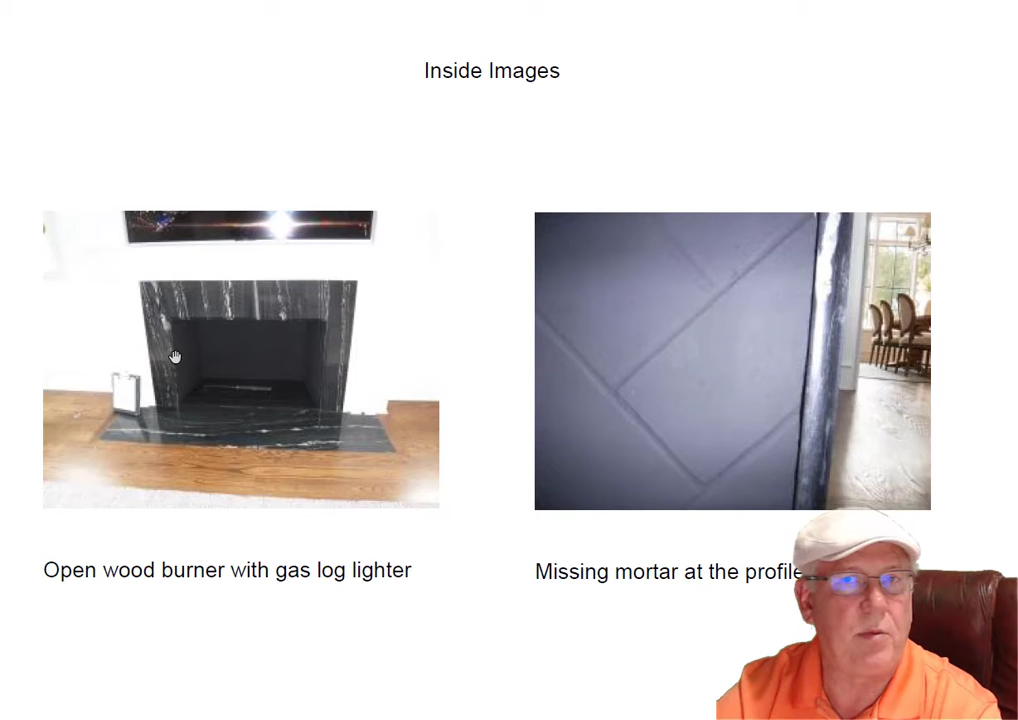 Inside Images
Open wood burner with gas log lighter
Missing mortar at the profile